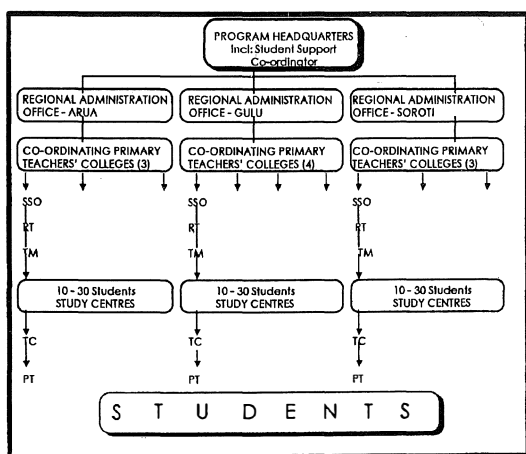 PROGRAM HEADQUARTERS
Incl: Student Support
Co-ordinator
REGIONAL ADMINISTRATION
OFFICE - ARUA
REGIONAL ADMINISTRATION
OFFICE - GULU
REGIONAL ADMINISTRATION
OFFICE - SOROTI
CO-ORDINATING PRIMARY
TEACHERS' COLLEGES (3)
CO-ORDINATING PRIMARY
TEACHERS' COLLEGES (4)
CO-ORDINATING PRIMARY
TEACHERS' COLLEGES (3)
SSO
SSO
SSO
RT
RT
RT
TM
TM
TM
10 - 30 Students
STUDY CENTRES
10 - 30 Students
STUDY CENTRES
10 - 30 Students
STUDY CENTRES
TC
TC
TC
PT
PT
PT
S T U D E N T S